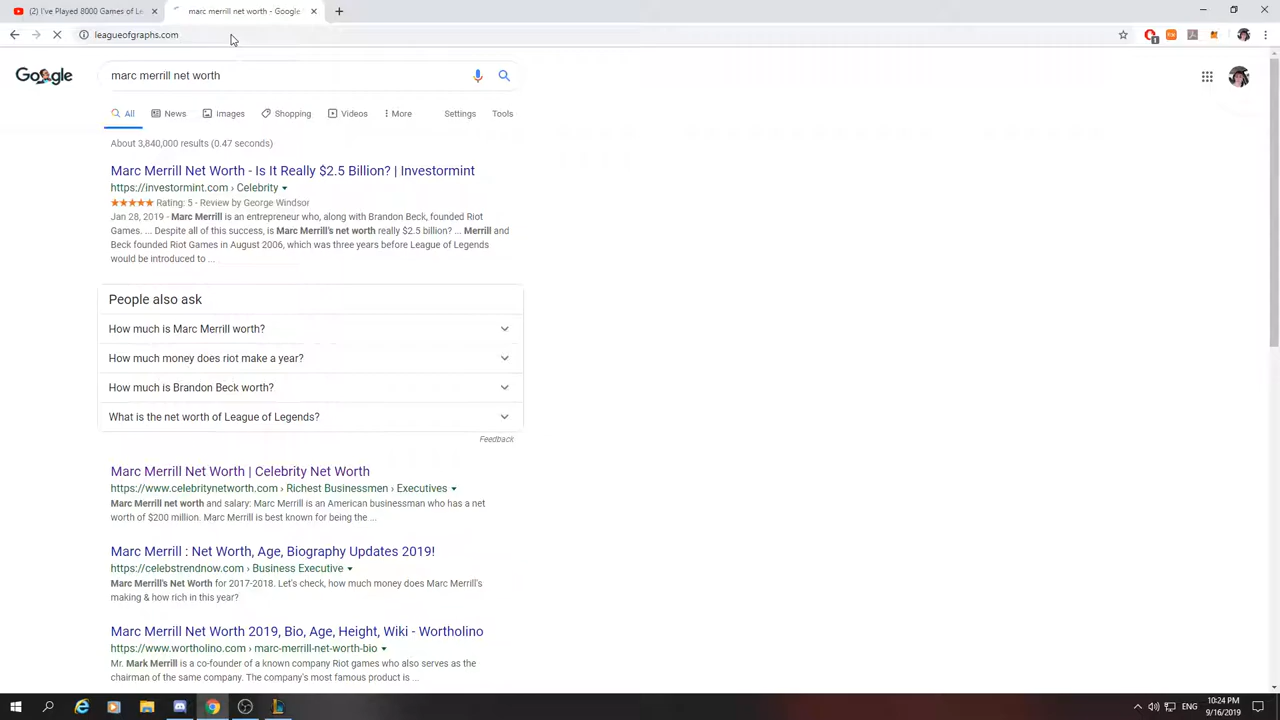 (2) I've Played 8000 Games of Le
marc merrill net worth - Google
leagueofgraphs.com
1
Google
marc merrill net worth
All
News
Images
Shopping
Videos
More
Settings
Tools
About 3,840,000 results (0.47 seconds)
Marc Merrill Net Worth - Is It Really $2.5 Billion? | Investormint
https://investormint.com › Celebrity
Rating: 5 - Review by George Windsor
Jan 28, 2019 - Marc Merrill is an entrepreneur who, along with Brandon Beck, founded Riot
Games. ... Despite all of this success, is Marc Merrill's net worth really $2.5 billion? ... Merrill and
Beck founded Riot Games in August 2006, which was three years before League of Legends
would be introduced to ...
People also ask
How much is Marc Merrill worth?
How much money does riot make a year?
How much is Brandon Beck worth?
What is the net worth of League of Legends?
Feedback
Marc Merrill Net Worth | Celebrity Net Worth
https://www.celebritynetworth.com › Richest Businessmen › Executives
Marc Merrill net worth and salary: Marc Merrill is an American businessman who has a net
worth of $200 million. Marc Merrill is best known for being the ...
Marc Merrill : Net Worth, Age, Biography Updates 2019!
https://celebstrendnow.com › Business Executive
Marc Merrill's Net Worth for 2017-2018. Let's check, how much money does Marc Merrill's
making & how rich in this year?
Marc Merrill Net Worth 2019, Bio, Age, Height, Wiki - Wortholino
https://www.wortholino.com › marc-merrill-net-worth-bio
Mr. Mark Merrill is a co-founder of a known company Riot games who also serves as the
chairman of the same company. The company's most famous product is ...
ENG
10:24 PM
9/16/2019